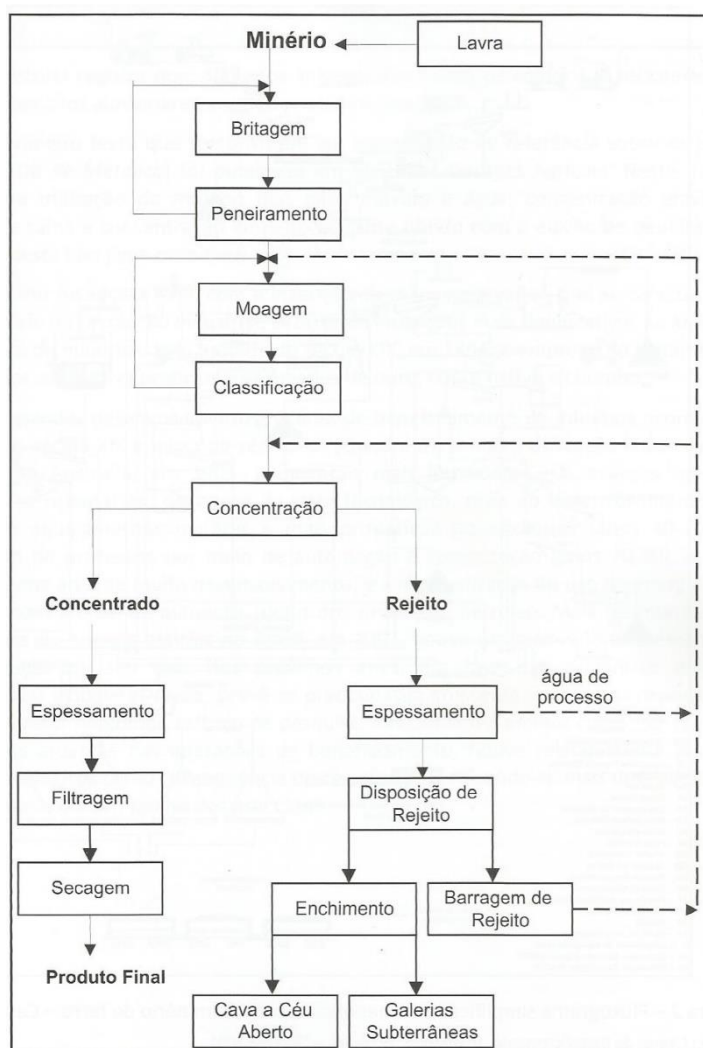 Minério
Lavra
Britagem
Peneiramento
Moagem
Classificação
Concentração
Concentrado
Rejeito
Espessamento
Espessamento
água de
processo
Filtragem
Disposição de
Rejeito
Secagem
Enchimento
Barragem de
Rejeito
Produto Final
Cava a Céu
Aberto
Galerias
Subterrâneas